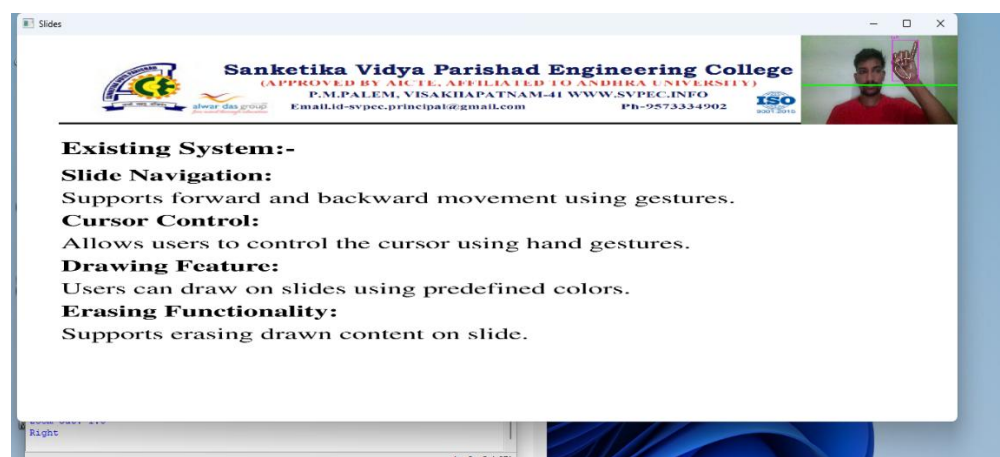 Slides
Sanketika Vidya Parishad Engineering College
(APPROVED BY AICTE, AFFILIATED TO ANDHRA UNIVERSITY)
P.M.PALEM, VISAKHAPATNAM-41 WWW.SVPEC.INFO
alwar das group
Email.id-svpec.principal@gmail.com Ph-9573334902
ISO
9001:2015
Existing System:-
Slide Navigation:
Supports forward and backward movement using gestures.
Cursor Control:
Allows users to control the cursor using hand gestures.
Drawing Feature:
Users can draw on slides using predefined colors.
Erasing Functionality:
Supports erasing drawn content on slide.
Right